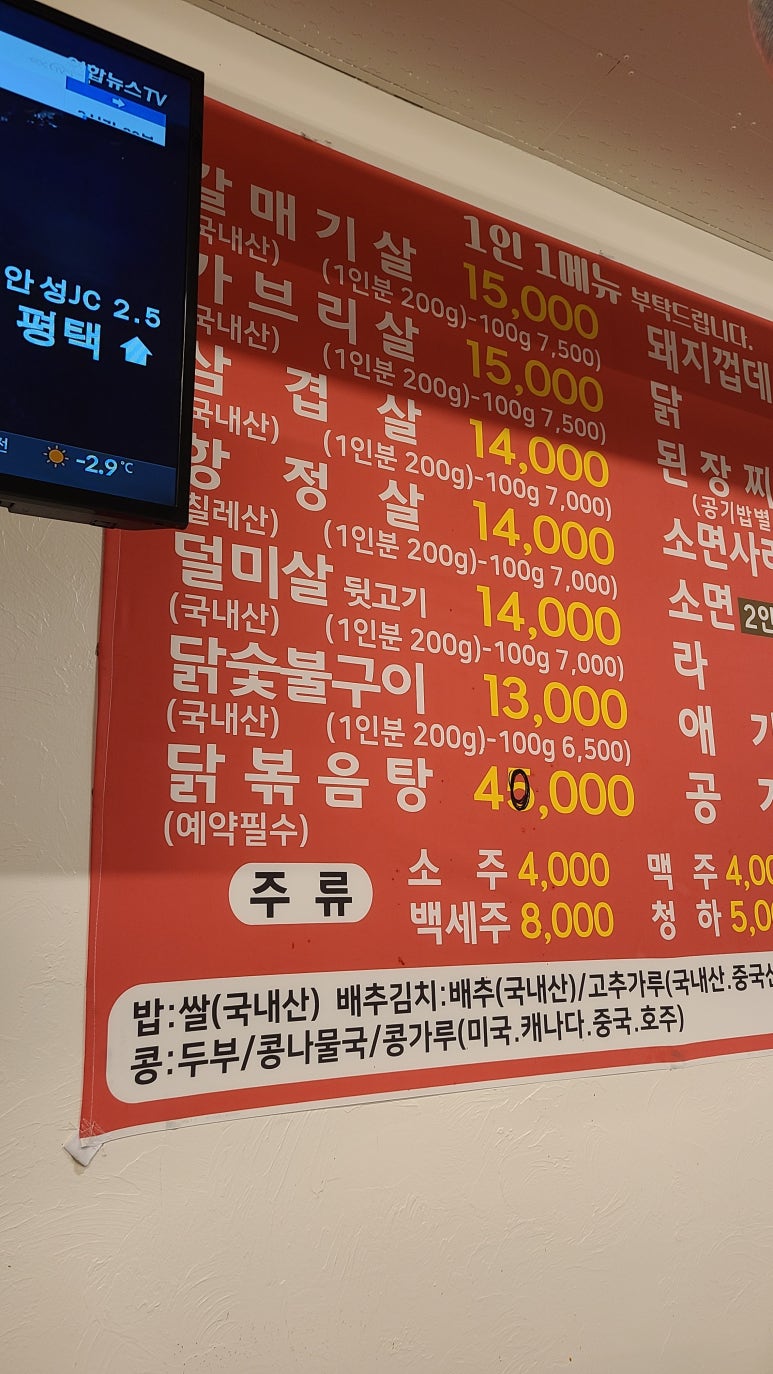 연합뉴스TV
안성JC 2.5
평택
-2.9℃
1인 1메뉴 부탁드립니다.
갈매기살 15,000
(국내산) (1인분 200g)-100g 7,500)
가브리살 15,000
(국내산) (1인분 200g)-100g 7,500)
삼겹살 14,000
(국내산) (1인분 200g)-100g 7,000)
항정살 14,000
(칠레산) (1인분 200g)-100g 7,000)
덜미살 뒷고기 14,000
(국내산) (1인분 200g)-100g 7,000)
닭숯불구이 13,000
(국내산) (1인분 200g)-100g 6,500)
닭볶음탕 40,000
(예약필수)
돼지껍데
닭
된장찌
(공기밥별
소면사리
소면 2인
라
애
공
주류
소주 4,000 맥주 4,00
백세주 8,000 청하 5,00
밥:쌀(국내산) 배추김치:배추(국내산)/고추가루(국내산.중국산
콩:두부/콩나물국/콩가루(미국.캐나다.중국.호주)